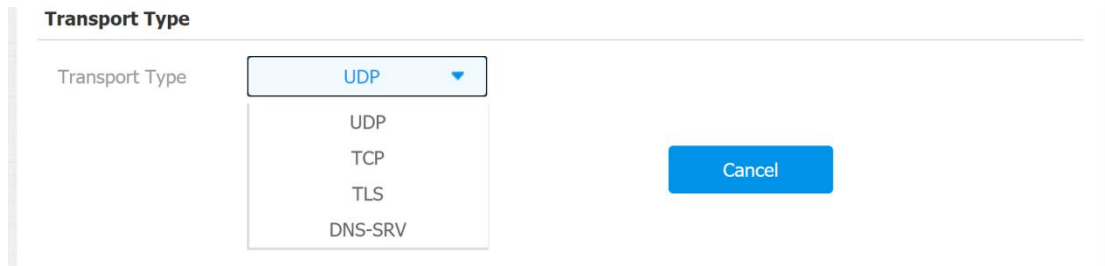 Transport Type
Transport Type UDP
UDP
TCP
Cancel
TLS
DNS-SRV